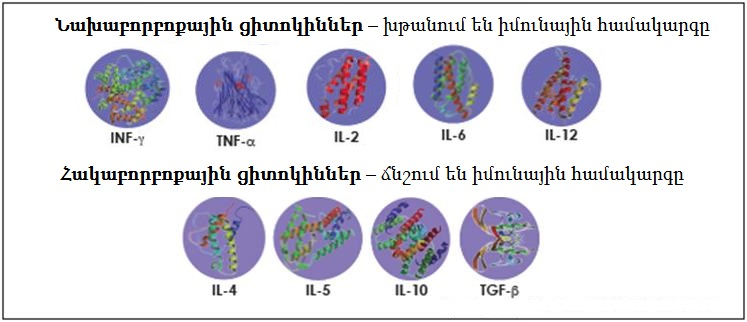 Նախաբորբոքային ցիտոկիններ – խթանում են իմունային համակարգը
INF-γ TNF-α IL-2 IL-6 IL-12
Հակաբորբոքային ցիտոկիններ – ճնշում են իմունային համակարգը
IL-4 IL-5 IL-10 TGF-β